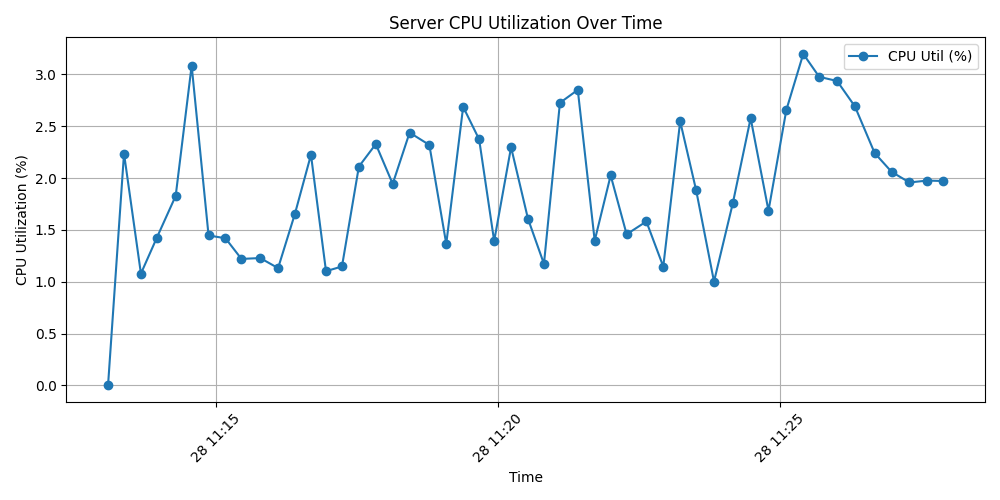 Server CPU Utilization Over Time
CPU Util (%)
CPU Utilization (%)
3.0
2.5
2.0
1.5
1.0
0.5
0.0
28 11:15
28 11:20
28 11:25
Time